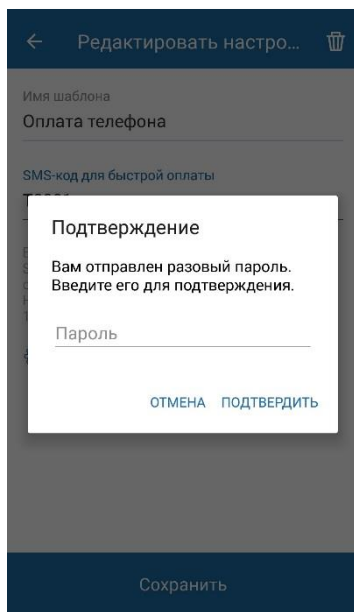 Редактировать настро...
Имя шаблона
Оплата телефона
SMS-код для быстрой оплаты
Подтверждение
Вам отправлен разовый пароль.
Введите его для подтверждения.
Пароль
ОТМЕНА ПОДТВЕРДИТЬ
Сохранить